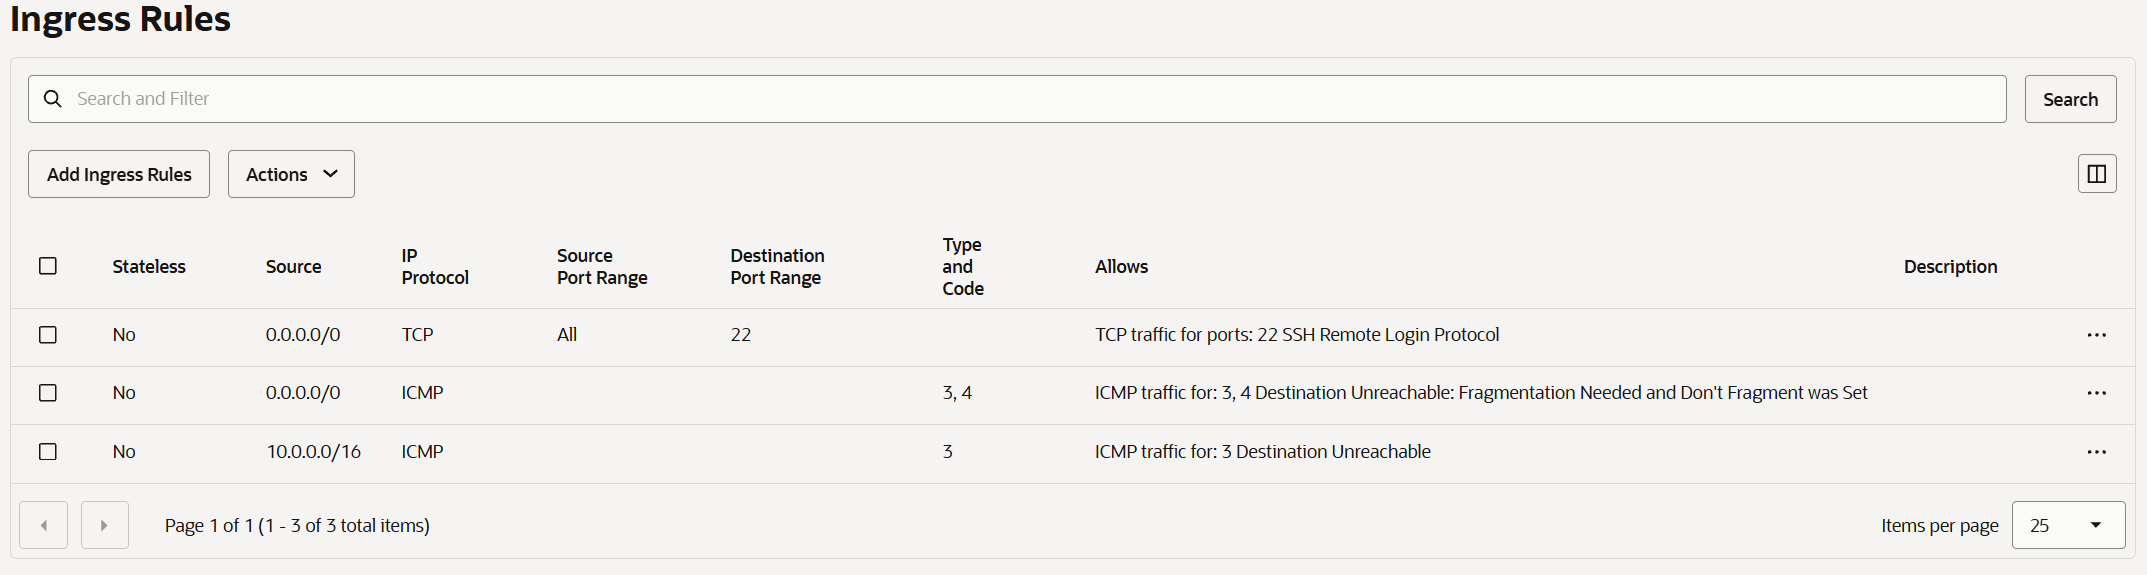 Ingress Rules
Search and Filter
Search
Add Ingress Rules
Actions
Stateless Source IP Protocol Source Port Range Destination Port Range Type and Code Allows Description
No 0.0.0.0/0 TCP All 22 TCP traffic for ports: 22 SSH Remote Login Protocol
No 0.0.0.0/0 ICMP 3, 4 ICMP traffic for: 3, 4 Destination Unreachable: Fragmentation Needed and Don't Fragment was Set
No 10.0.0.0/16 ICMP 3 ICMP traffic for: 3 Destination Unreachable
Page 1 of 1 (1 - 3 of 3 total items)
Items per page 25